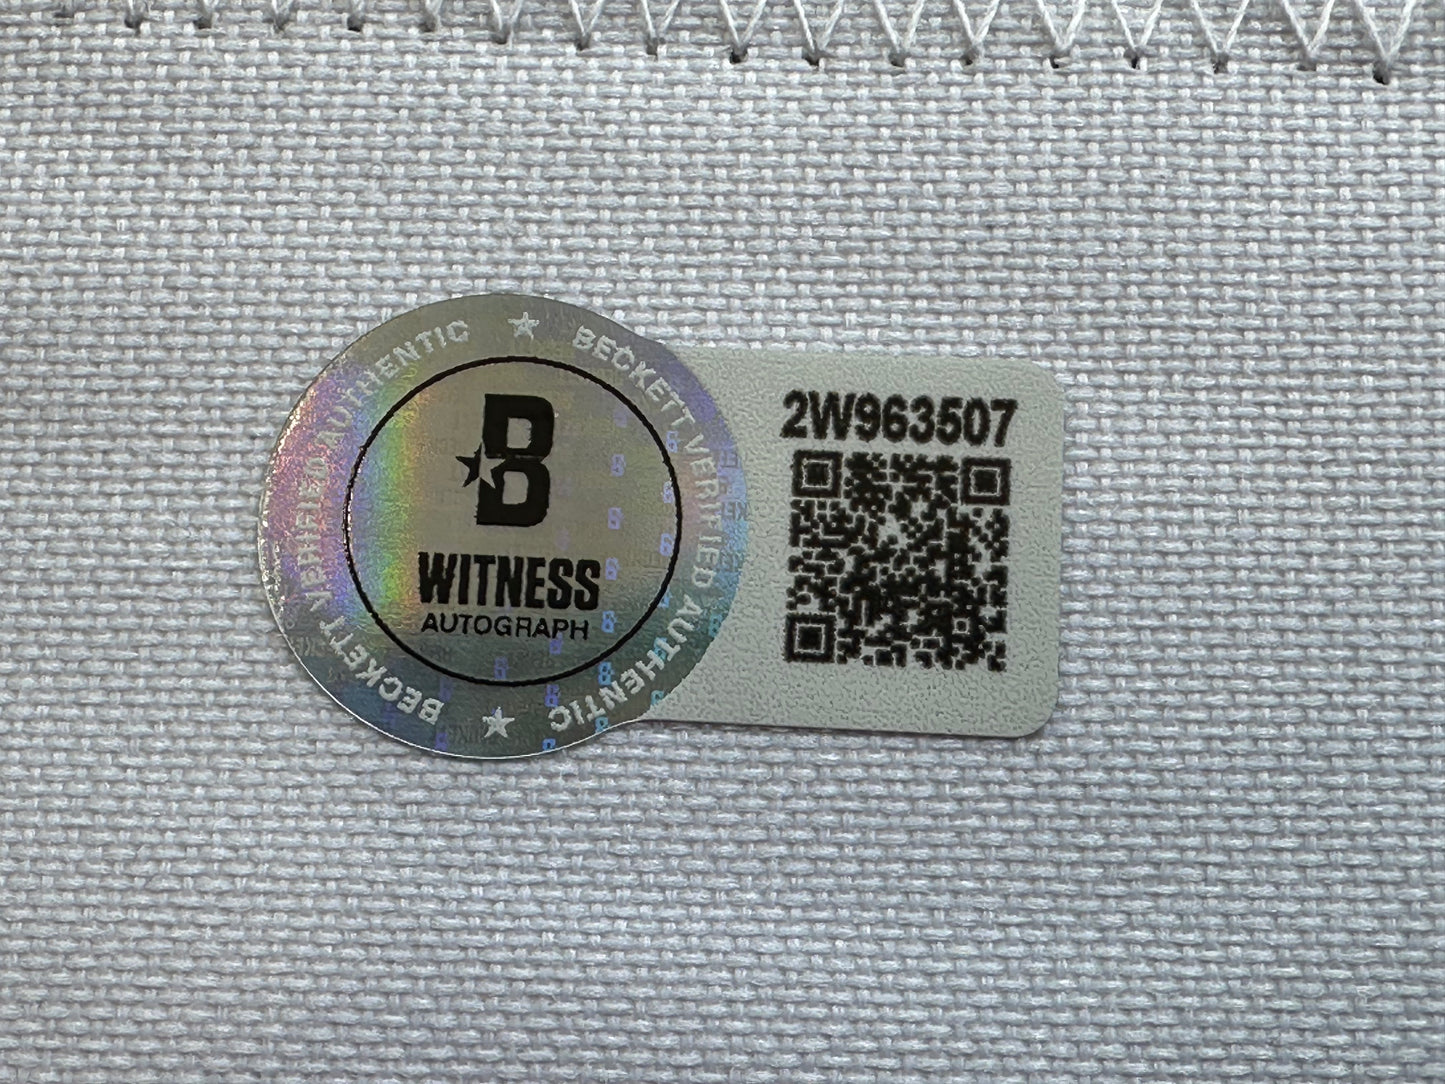 BECKETT VERIFIED AUTHENTIC ★ BECKETT VERIFIED AUTHENTIC ★
B
WITNESS
AUTOGRAPH
2W963507